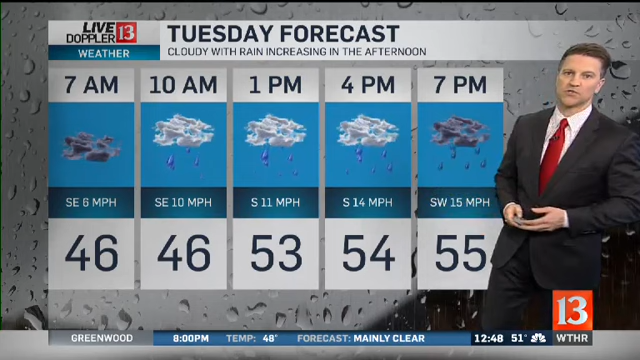 LIVE
DOPPLER 13
WEATHER
TUESDAY FORECAST
CLOUDY WITH RAIN INCREASING IN THE AFTERNOON
7 AM 10 AM 1 PM 4 PM 7 PM
SE 6 MPH SE 10 MPH S 11 MPH S 14 MPH SW 15 MPH
46 46 53 54 55
13
GREENWOOD 8:00PM TEMP: 48° FORECAST: MAINLY CLEAR 12:48 51° WTHR